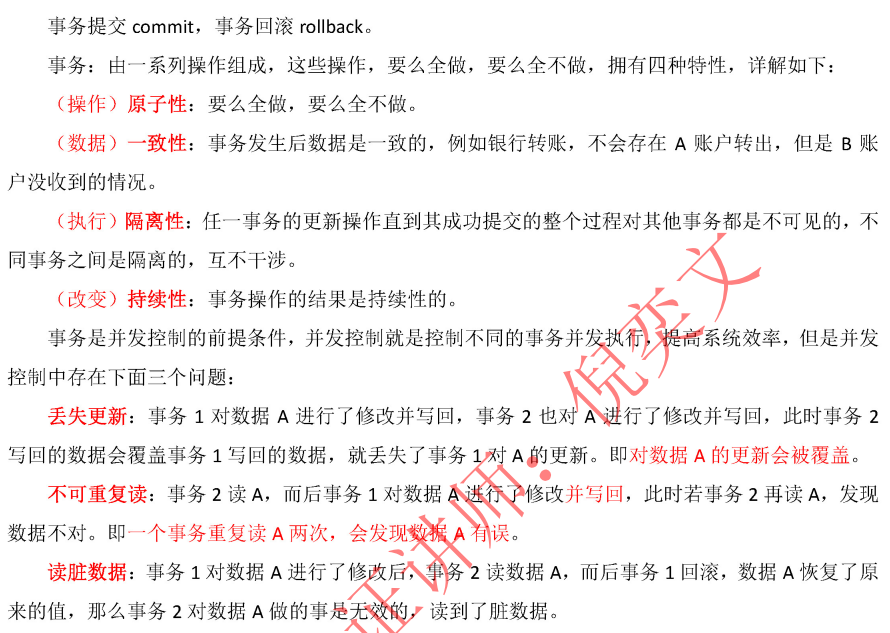 事务提交 commit，事务回滚 rollback。
事务：由一系列操作组成，这些操作，要么全做，要么全不做，拥有四种特性，详解如下：
（操作）原子性：要么全做，要么全不做。
（数据）一致性：事务发生后数据是一致的，例如银行转账，不会存在 A 账户转出，但是 B 账
户没收到的情况。
（执行）隔离性：任一事务的更新操作直到其成功提交的整个过程对其他事务都是不可见的，不
同事务之间是隔离的，互不干涉。
（改变）持续性：事务操作的结果是持续性的。
事务是并发控制的前提条件，并发控制就是控制不同的事务并发执行，提高系统效率，但是并发
控制中存在下面三个问题：
丢失更新：事务 1 对数据 A 进行了修改并写回，事务 2 也对 A 进行了修改并写回，此时事务 2
写回的数据会覆盖事务 1 写回的数据，就丢失了事务 1 对 A 的更新。即对数据 A 的更新会被覆盖。
不可重复读：事务 2 读 A，而后事务 1 对数据 A 进行了修改并写回，此时若事务 2 再读 A，发现
数据不对。即一个事务重复读 A 两次，会发现数据 A 有误。
读脏数据：事务 1 对数据 A 进行了修改后，事务 2 读数据 A，而后事务 1 回滚，数据 A 恢复了原
来的值，那么事务 2 对数据 A 做的事是无效的，读到了脏数据。
证讲师：倪奕文